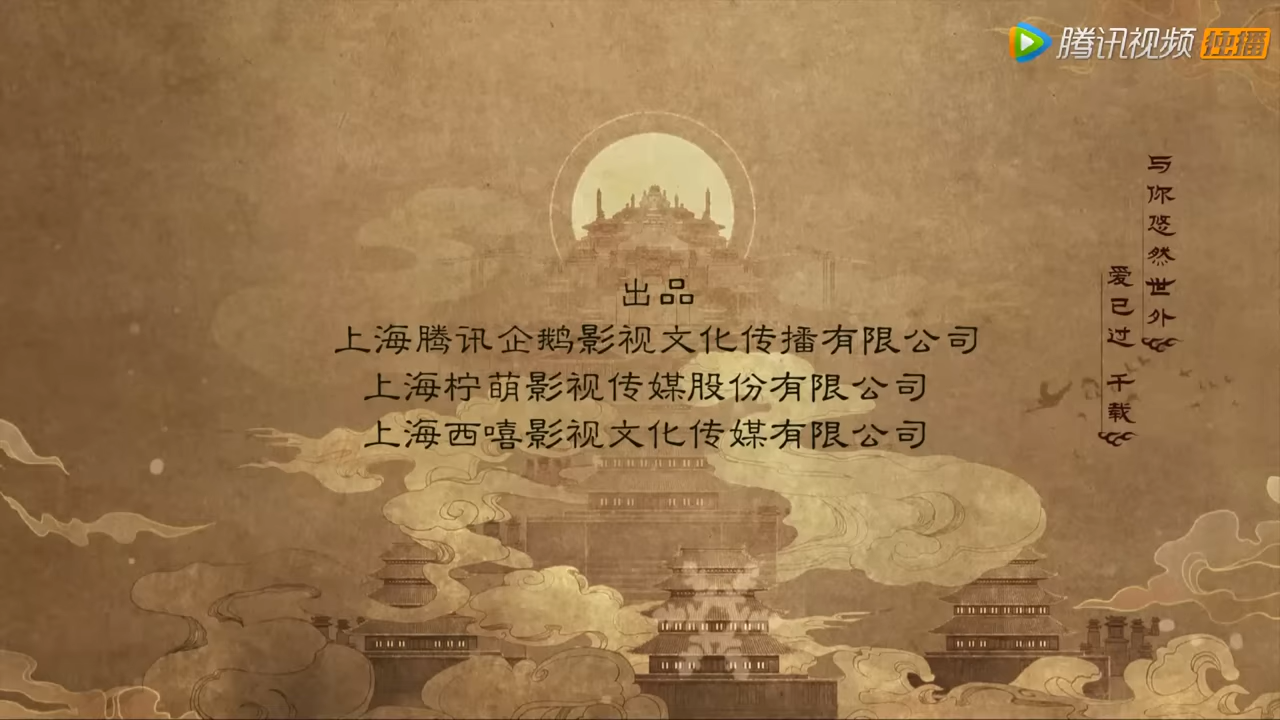 腾讯视频 独播
出品
上海腾讯企鹅影视文化传播有限公司
上海柠萌影视传媒股份有限公司
上海西嘻影视文化传媒有限公司
与你悠然世外
爱已过 千载